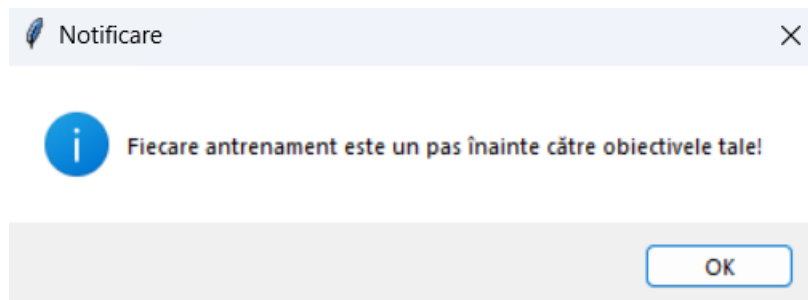 Notificare
Fiecare antrenament este un pas înainte către obiectivele tale!
OK